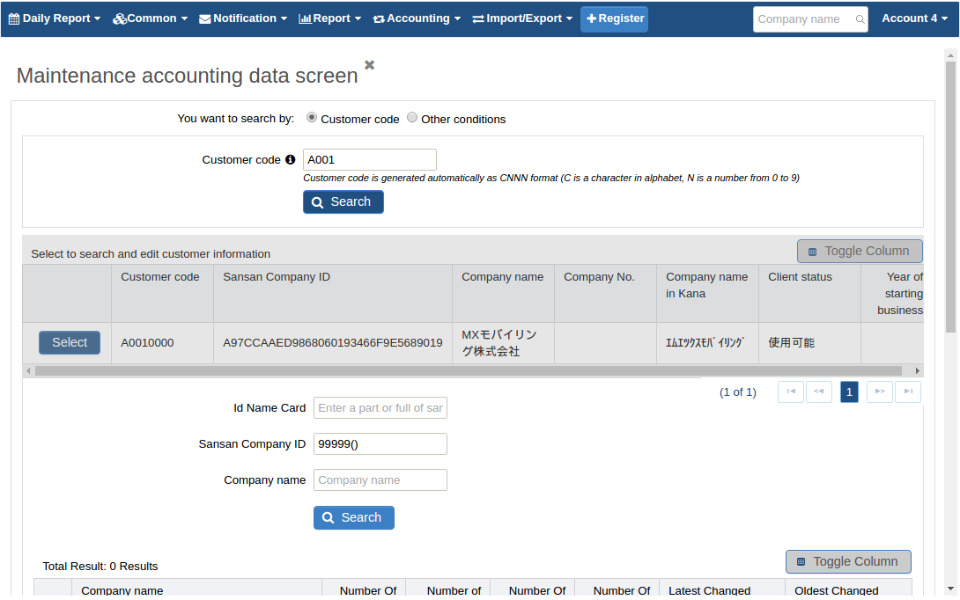 Daily Report Common Notification Report Accounting Import/Export Register Company name Account 4
Maintenance accounting data screen
You want to search by: Customer code Other conditions
Customer code A001
Customer code is generated automatically as CNNN format (C is a character in alphabet, N is a number from 0 to 9)
Search
Select to search and edit customer information Toggle Column
Customer code Sansan Company ID Company name Company No. Company name Client status Year of
in Kana starting
business
Select A0010000 A97CCAAED9868060193466F9E5689019 MXモバイリン ｴﾑｴｯｸｽﾓﾊﾞｲﾘﾝｸﾞ 使用可能
グ株式会社
(1 of 1) 1
Id Name Card Enter a part or full of sar
Sansan Company ID 99999()
Company name Company name
Search
Total Result: 0 Results Toggle Column
Company name Number Of Number of Number Of Number Of Latest Changed Oldest Changed